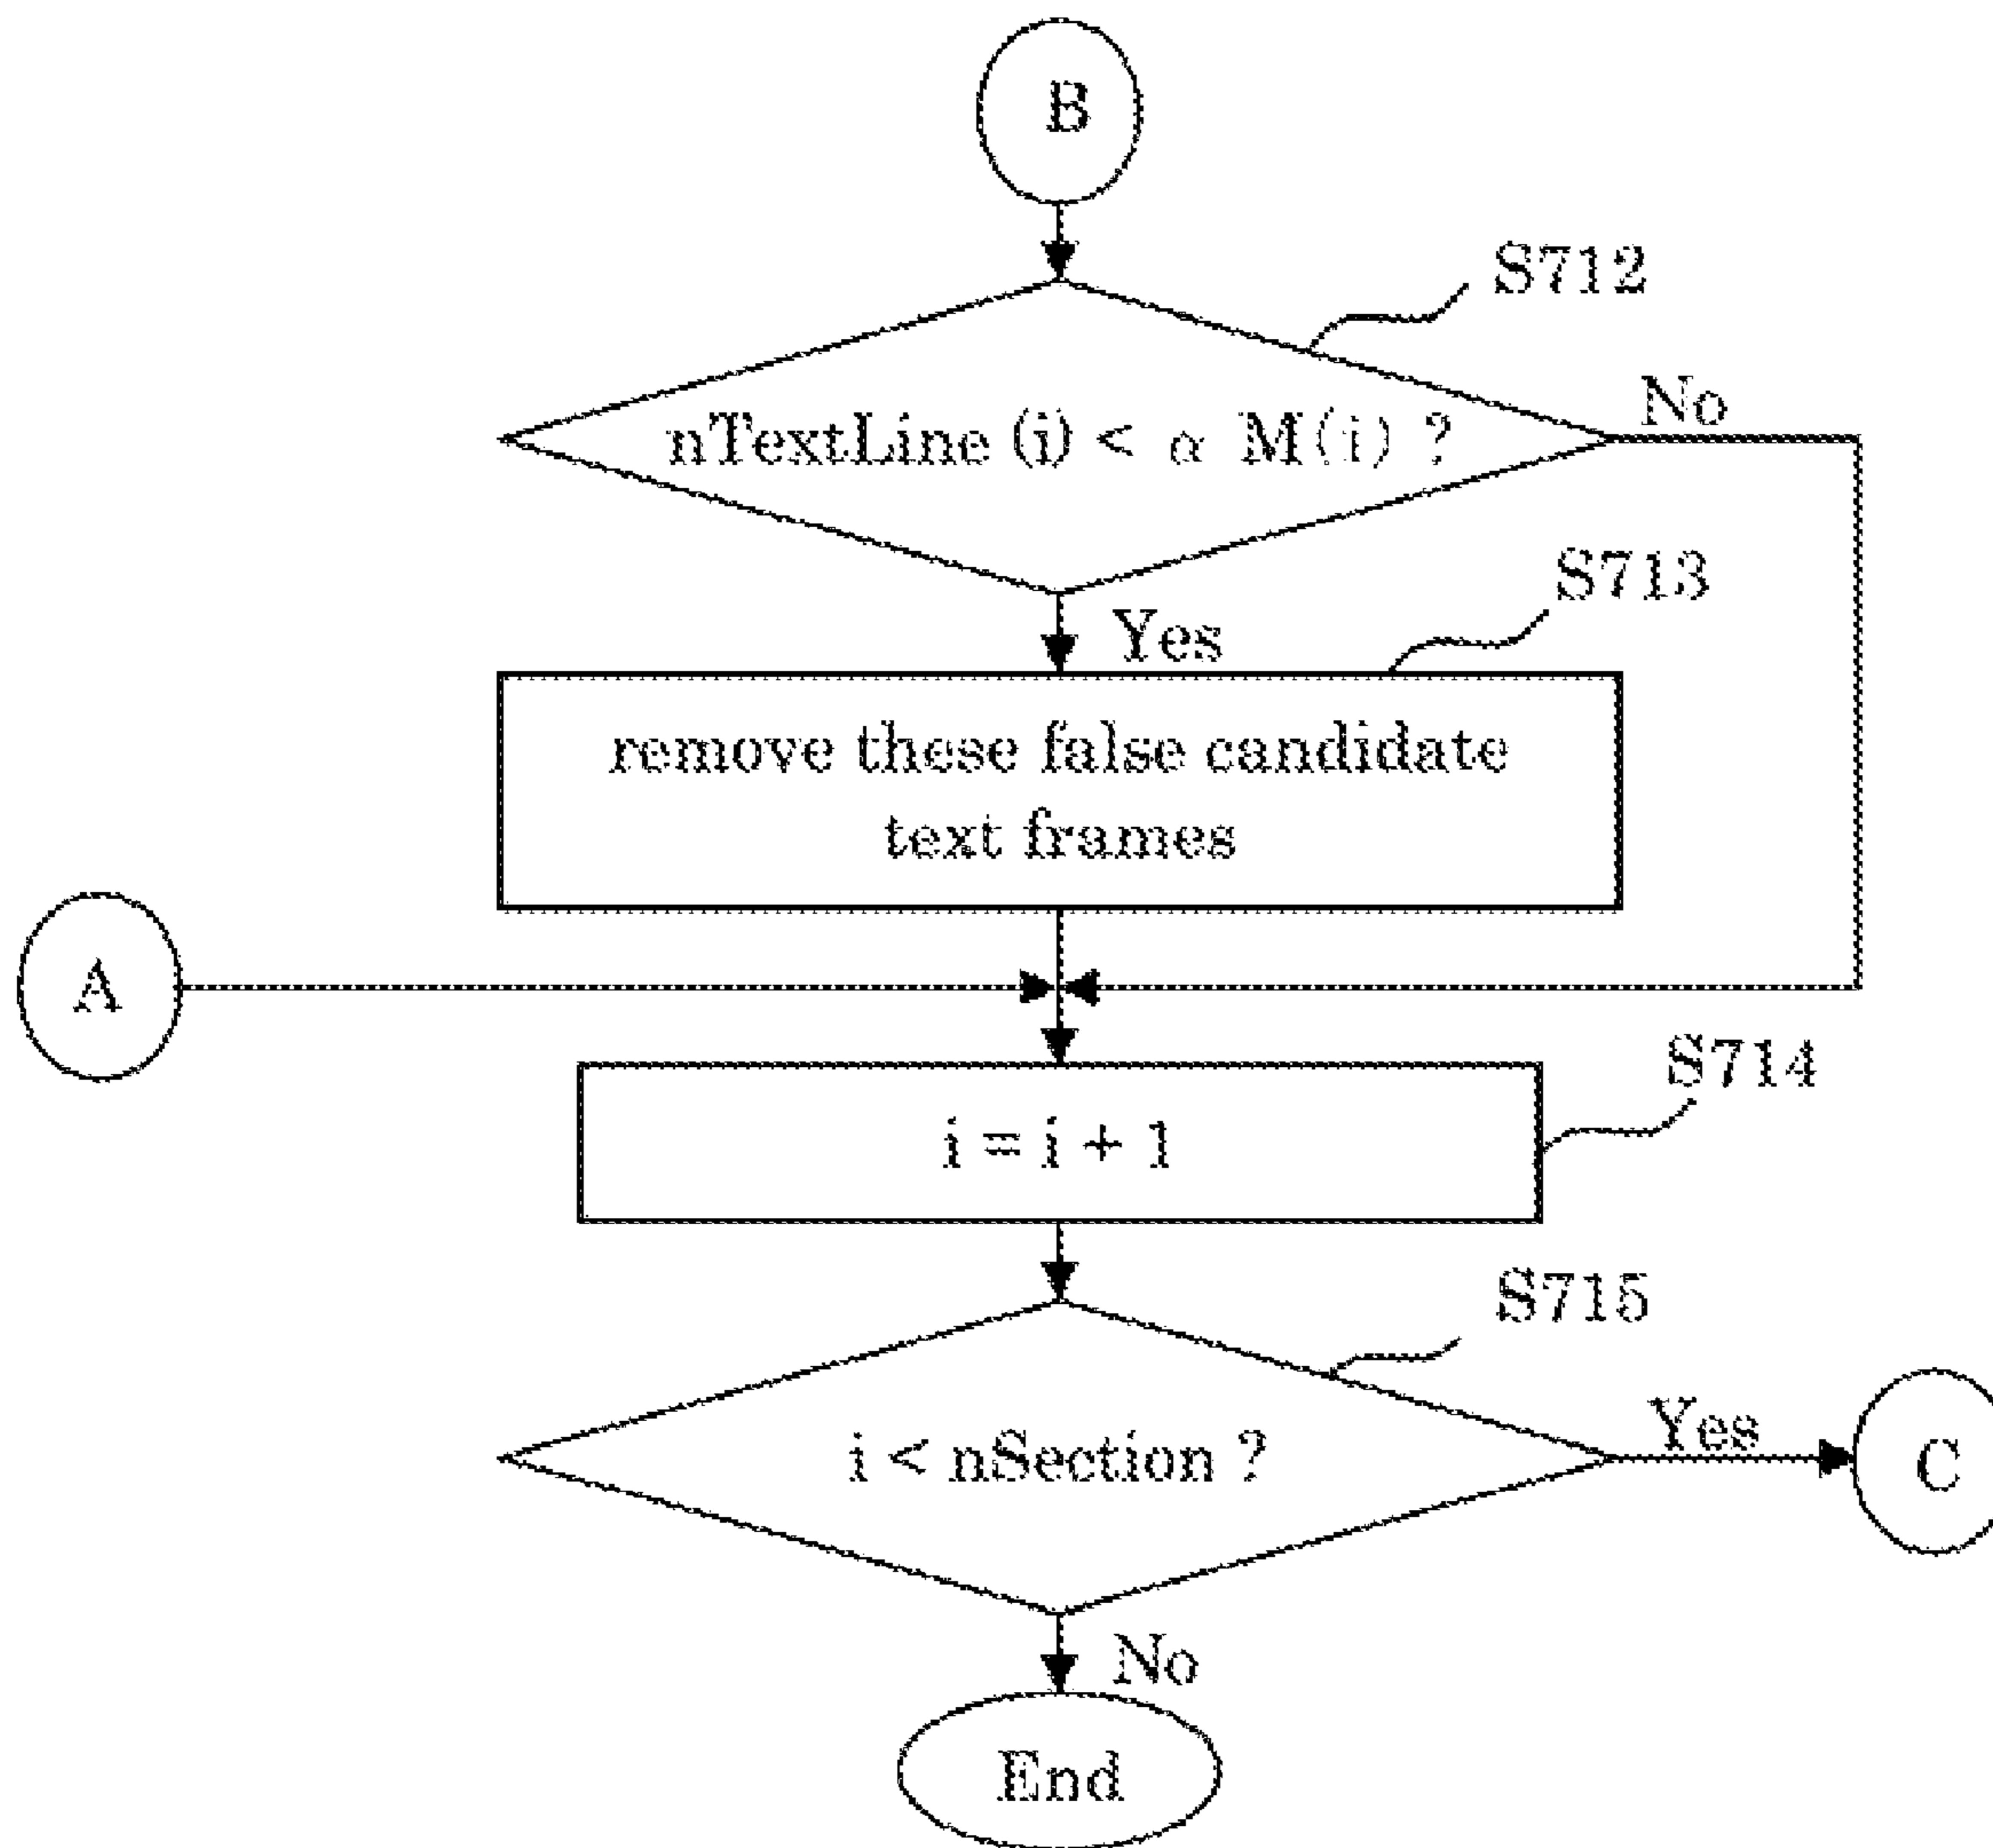 B
S712
nTextLine (i) < α M(i) ?
No
S713
Yes
remove these false candidate
text frames
A
S714
i = i + 1
S715
i < nSection ?
Yes
C
No
End